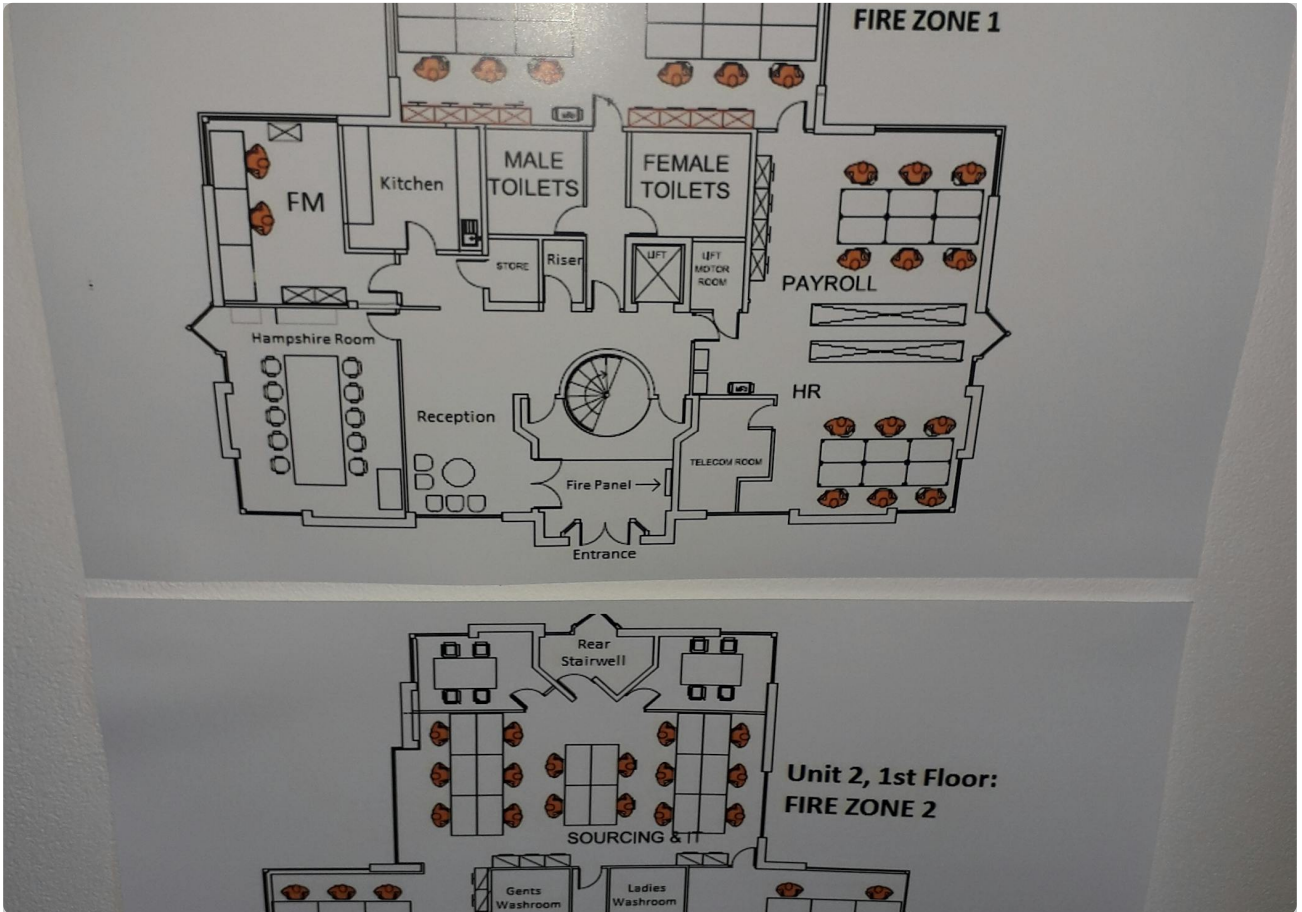 FIRE ZONE 1
MALE
TOILETS
FEMALE
TOILETS
Kitchen
FM
STORE
Riser
LIFT
LIFT
MOTOR
ROOM
PAYROLL
Hampshire Room
HR
Reception
TELECOM ROOM
Fire Panel →
Entrance
Rear
Stairwell
Unit 2, 1st Floor:
FIRE ZONE 2
SOURCING & IT
Gents
Washroom
Ladies
Washroom